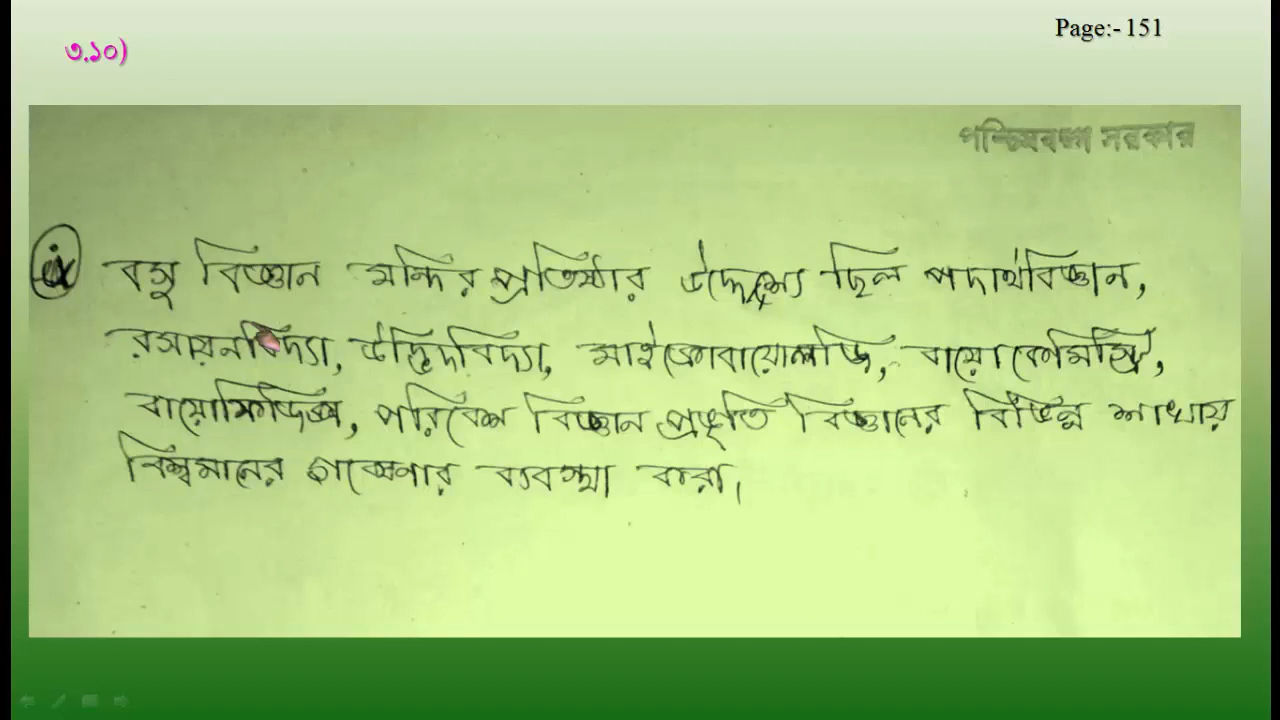 Page:- 151
৩.১০)
পশ্চিমবঙ্গ সরকার
ix বসু বিজ্ঞান মন্দির প্রতিষ্ঠার উদ্দেশ্য ছিল পদার্থবিজ্ঞান,
রসায়নবিদ্যা, উদ্ভিদবিদ্যা, মাইক্রোবায়োলজি, বায়োকেমিস্ট্রি,
বায়োফিজিক্স, পরিবেশ বিজ্ঞান প্রভৃতি বিজ্ঞানের বিভিন্ন শাখায়
বিশ্বমানের গবেষণার ব্যবস্থা করা।